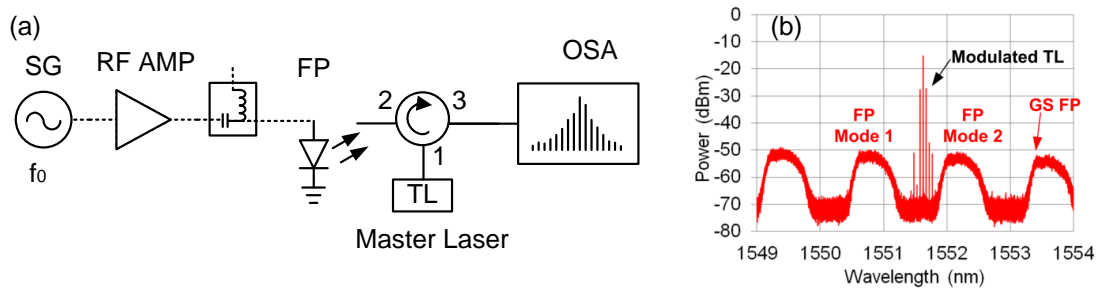 (a)
SG
RF AMP
FP
OSA
2
3
1
f0
TL
Master Laser
(b)
0
-10
-20
-30
-40
-50
-60
-70
-80
Power (dBm)
Modulated TL
FP
Mode 1
FP
Mode 2
GS FP
1549
1550
1551
1552
1553
1554
Wavelength (nm)